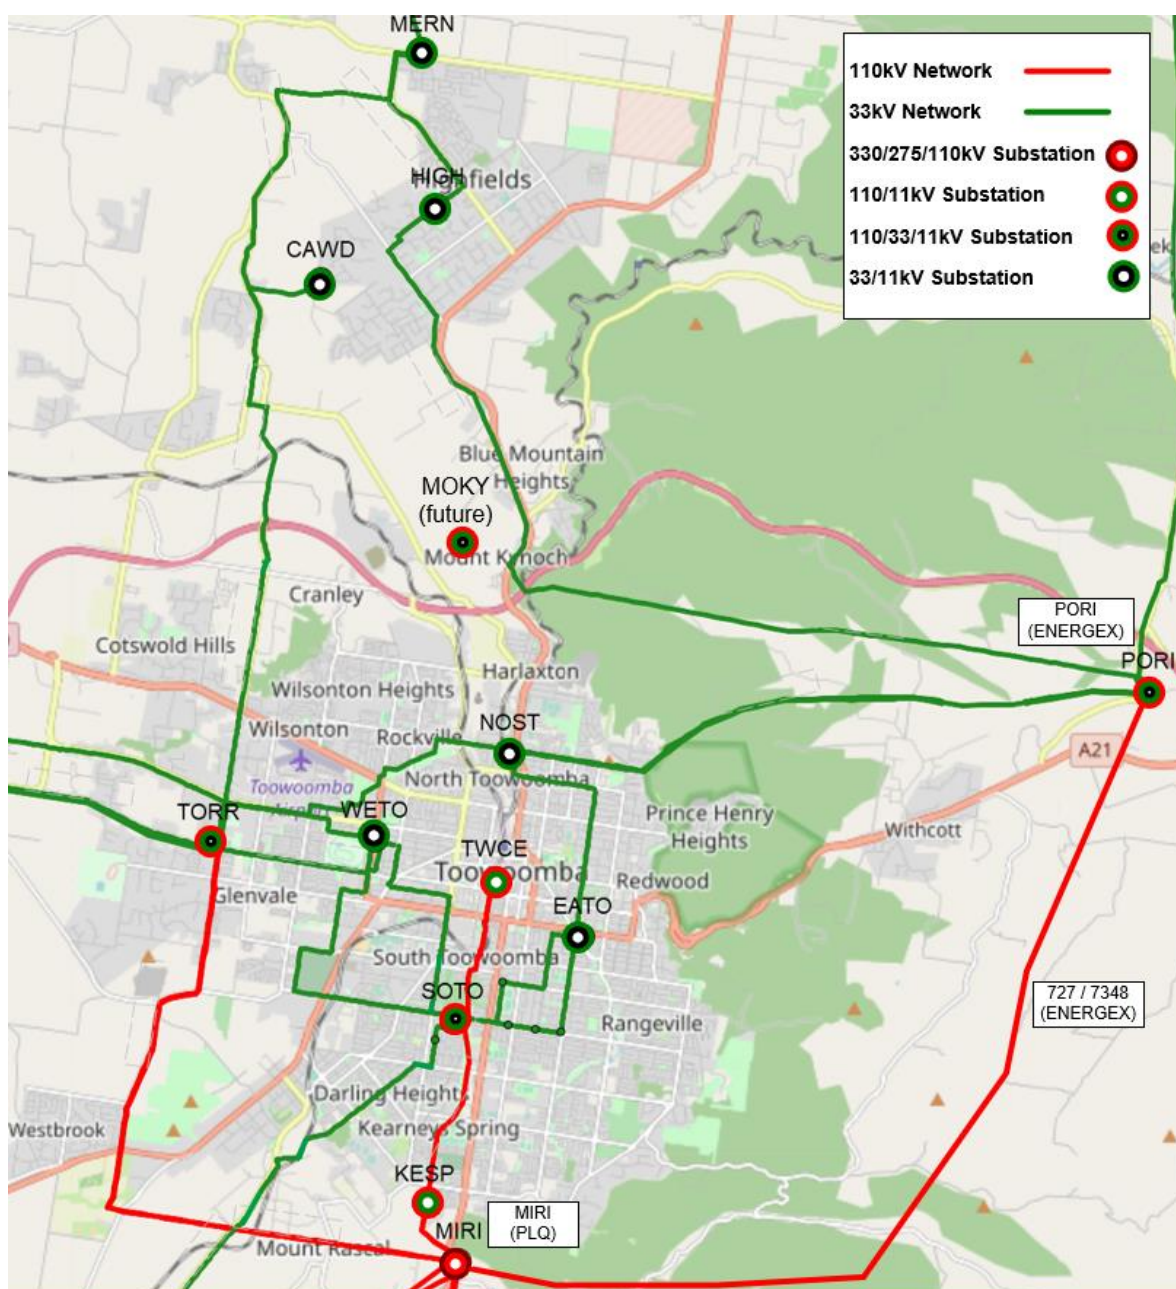 MERN
110kV Network
33kV Network
330/275/110kV Substation
110/11kV Substation
110/33/11kV Substation
33/11kV Substation
HIGH
Highfields
CAWD
Blue Mountain
Heights
MOKY
(future)
Mount Kynoch
Cranley
PORI
(ENERGEX)
Cotswold Hills
PORI
Harlaxton
Wilsonton Heights
Wilsonton
Rockville
NOST
A21
North Toowoomba
Toowoomba
Airport
TORR
WETO
Prince Henry
Heights
Withcott
TWCE
Toowoomba
Redwood
Glenvale
EATO
South Toowoomba
SOTO
727 / 7348
(ENERGEX)
Rangeville
Darling Heights
Westbrook
Kearneys Spring
KESP
MIRI
(PLQ)
MIRI
Mount Rascal